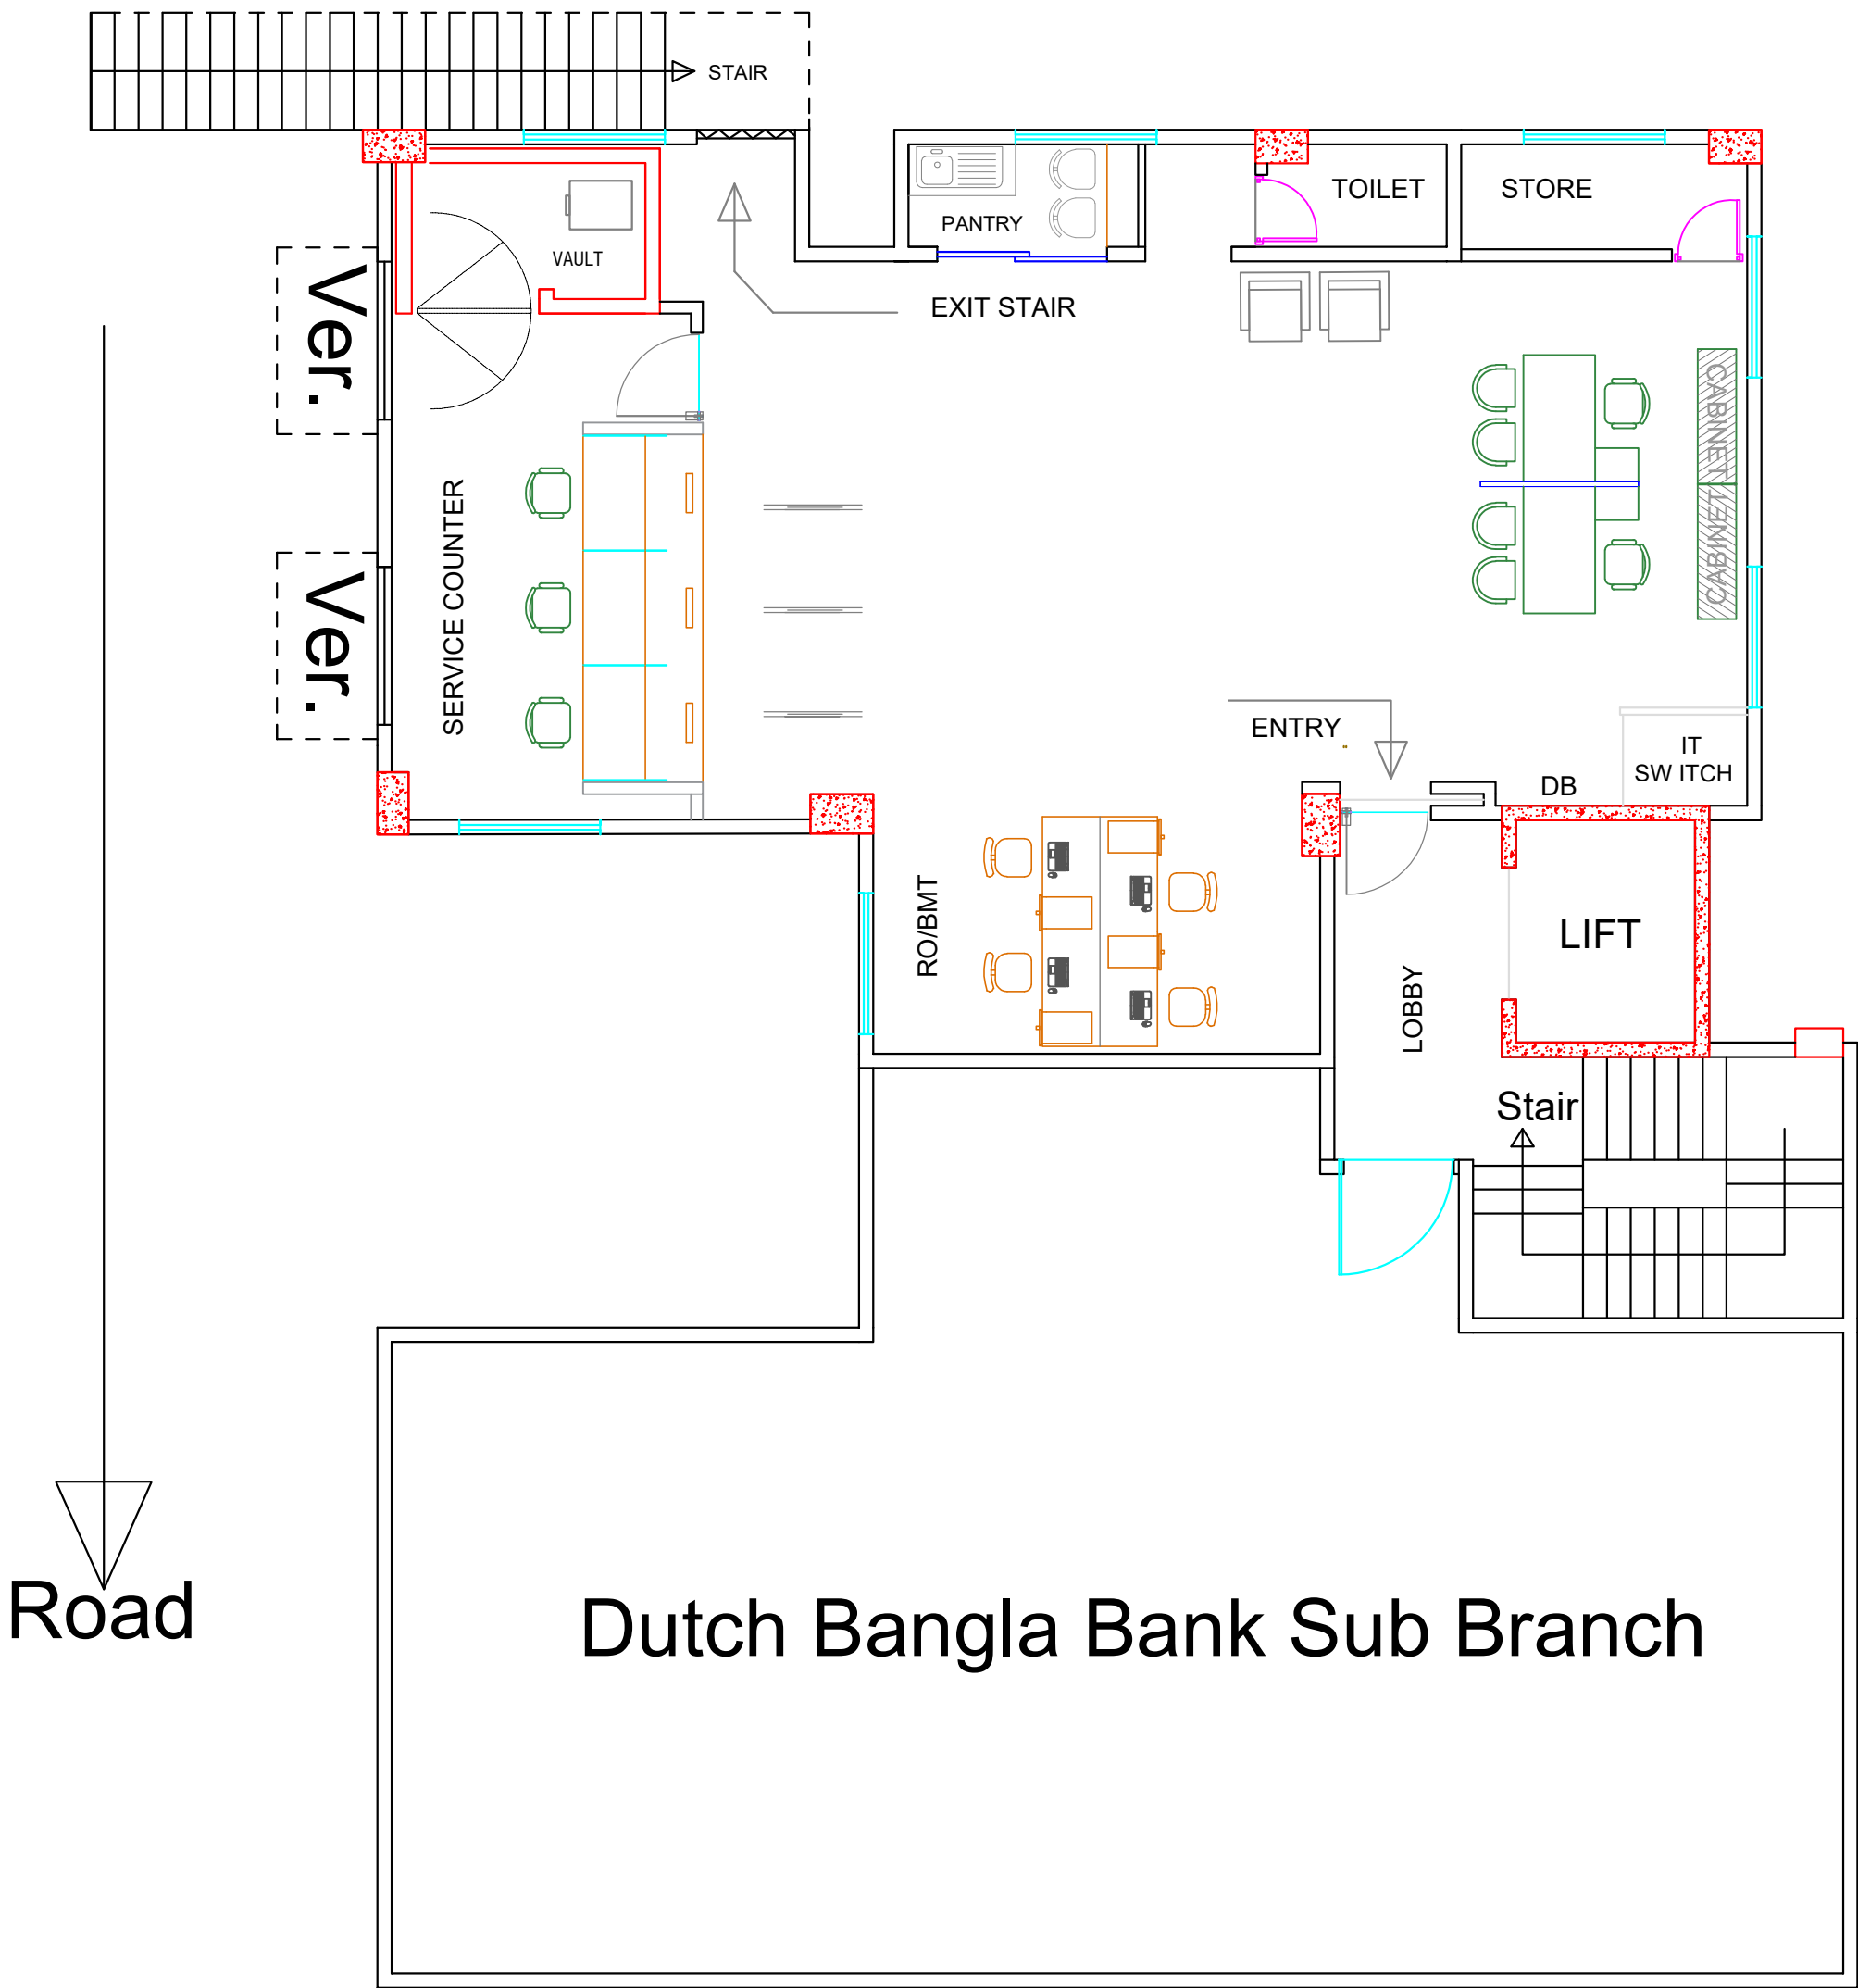 STAIR
TOILET
STORE
PANTRY
VAULT
EXIT STAIR
Ver.
CABINET
CABINET
SERVICE COUNTER
Ver.
ENTRY
IT
SW ITCH
DB
RO/BMT
LIFT
LOBBY
Stair
Road
Dutch Bangla Bank Sub Branch